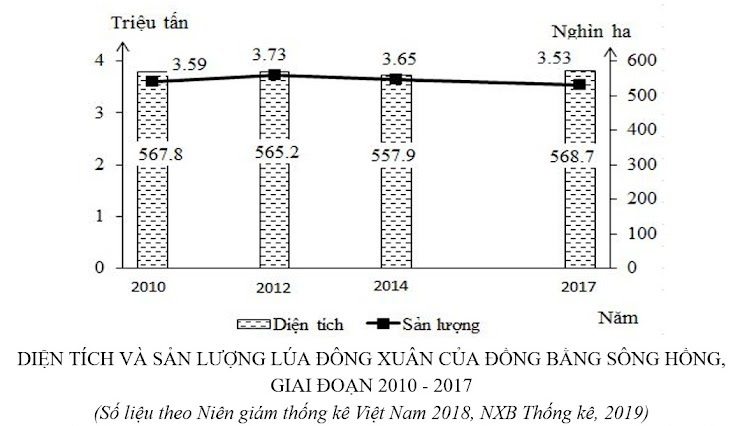 Triệu tấn Nghìn ha
4 3.59 3.73 3.65 3.53 600
500
3 400
567.8 565.2 557.9 568.7
2 300
200
1
100
0 0
2010 2012 2014 2017
Diện tích Sản lượng Năm
DIỆN TÍCH VÀ SẢN LƯỢNG LÚA ĐÔNG XUÂN CỦA ĐỒNG BẰNG SÔNG HỒNG,
GIAI ĐOẠN 2010 - 2017
(Số liệu theo Niên giám thống kê Việt Nam 2018, NXB Thống kê, 2019)